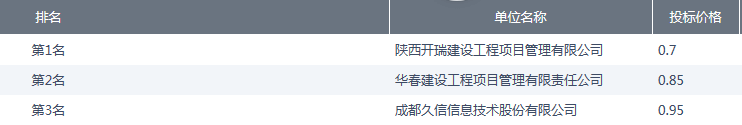 排名 单位名称 投标价格
第1名 陕西开瑞建设工程项目管理有限公司 0.7
第2名 华春建设工程项目管理有限责任公司 0.85
第3名 成都久信信息技术股份有限公司 0.95